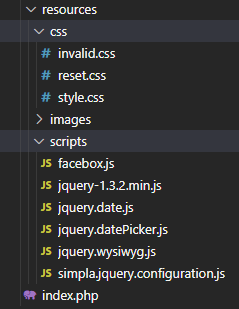 resources
css
# invalid.css
# reset.css
# style.css
images
scripts
JS facebox.js
JS jquery-1.3.2.min.js
JS jquery.date.js
JS jquery.datePicker.js
JS jquery.wysiwyg.js
JS simpla.jquery.configuration.js
index.php